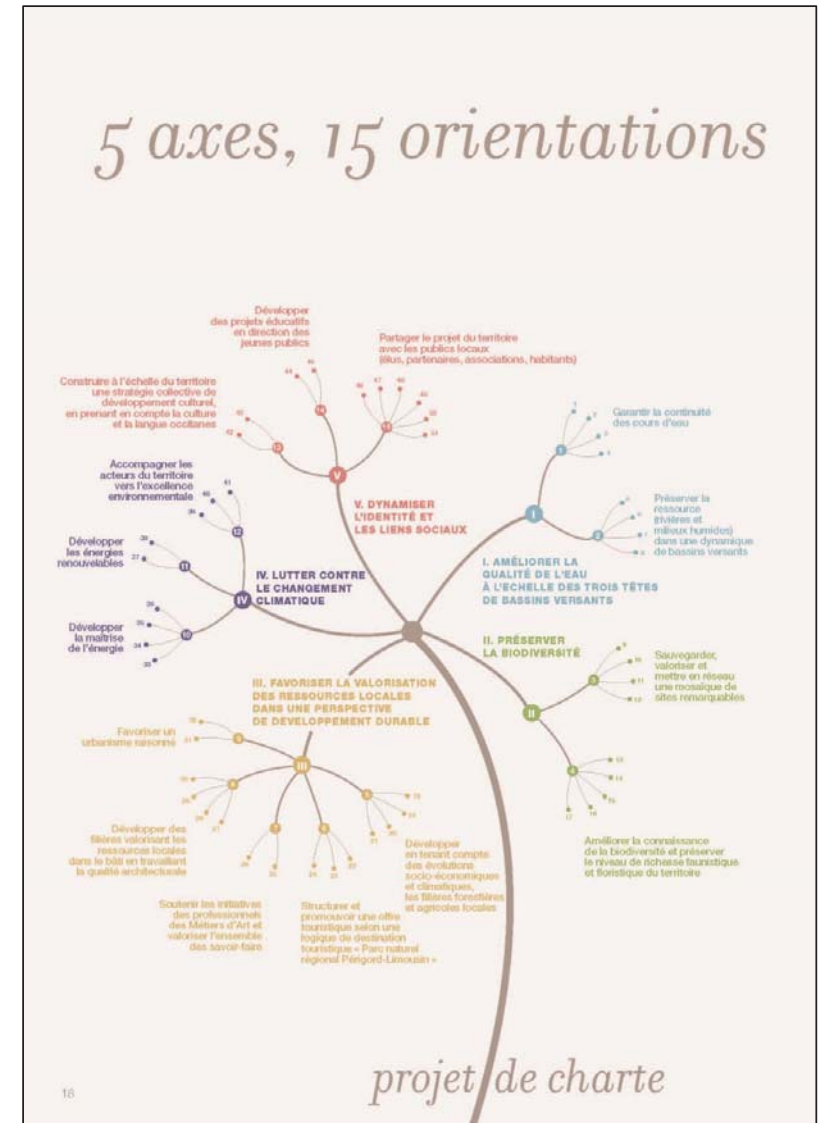 5 axes, 15 orientations
Développer
des projets éducatifs
en direction des
jeunes publics
Partager le projet du territoire
avec les publics locaux
(élus, partenaires, associations, habitants)
Construire à l'échelle du territoire
une stratégie collective de
développement culturel,
en prenant en compte la culture
et la langue occitanes
Garantir la continuité
des cours d'eau
Accompagner les
acteurs du territoire
vers l'excellence
environnementale
V
V. DYNAMISER
L'IDENTITÉ ET
LES LIENS SOCIAUX
I
Préserver la
ressource
(rivières et
milieux humides)
dans une dynamique
de bassins versants
Développer
les énergies
renouvelables
IV. LUTTER CONTRE
LE CHANGEMENT
CLIMATIQUE
I. AMÉLIORER LA
QUALITÉ DE L'EAU
À L'ECHELLE DES TROIS TÊTES
DE BASSINS VERSANTS
IV
Développer
la maîtrise
de l'énergie
II. PRÉSERVER
LA BIODIVERSITÉ
II
Sauvegarder,
valoriser et
mettre en réseau
une mosaïque de
sites remarquables
III. FAVORISER LA VALORISATION
DES RESSOURCES LOCALES
DANS UNE PERSPECTIVE
DE DÉVELOPPEMENT DURABLE
Favoriser un
urbanisme raisonné
III
Développer des
filières valorisant les
ressources locales
dans le bâti en travaillant
la qualité architecturale
Développer
en tenant compte
des évolutions
socio-économiques
et climatiques,
les filières forestières
et agricoles locales
Améliorer la connaissance
de la biodiversité et préserver
le niveau de richesse faunistique
et floristique du territoire
Soutenir les initiatives
des professionnels
des Métiers d'Art et
valoriser l'ensemble
des savoir-faire
Structurer et
promouvoir une offre
touristique selon une
logique de destination
touristique « Parc naturel
régional Périgord-Limousin »
projet de charte
18